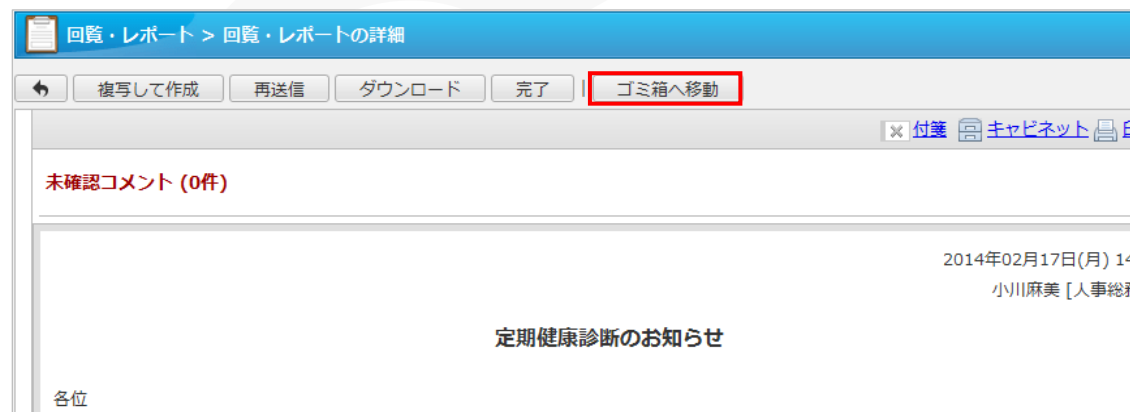 回覧・レポート > 回覧・レポートの詳細
複写して作成 再送信 ダウンロード 完了 | ゴミ箱へ移動
付箋 キャビネット
未確認コメント (0件)
2014年02月17日(月) 14
小川麻美 [人事総
定期健康診断のお知らせ
各位